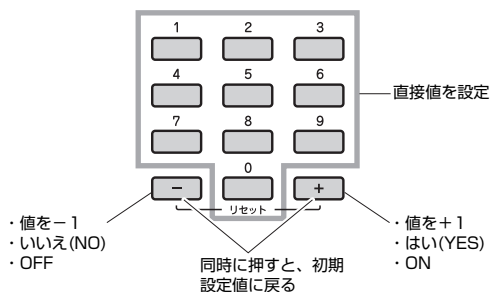 1 2 3
4 5 6
直接値を設定
7 8 9
0
− +
リセット
・値を－1
・いいえ(NO)
・OFF
同時に押すと、初期
設定値に戻る
・値を＋1
・はい(YES)
・ON